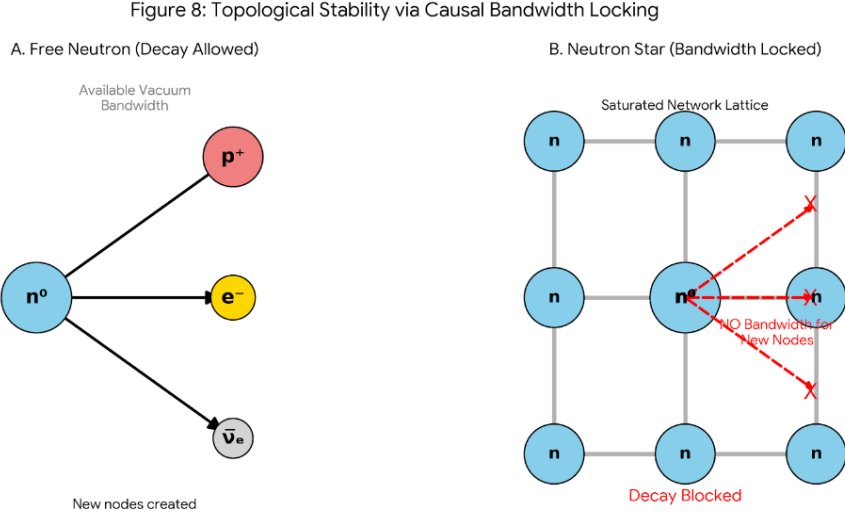 Figure 8: Topological Stability via Causal Bandwidth Locking
A. Free Neutron (Decay Allowed)
Available Vacuum
Bandwidth
p⁺
n⁰
e⁻
ν̄ₑ
New nodes created
B. Neutron Star (Bandwidth Locked)
Saturated Network Lattice
n n n
X
n n⁰ X n
NO Bandwidth for
New Nodes
X
n n n
Decay Blocked